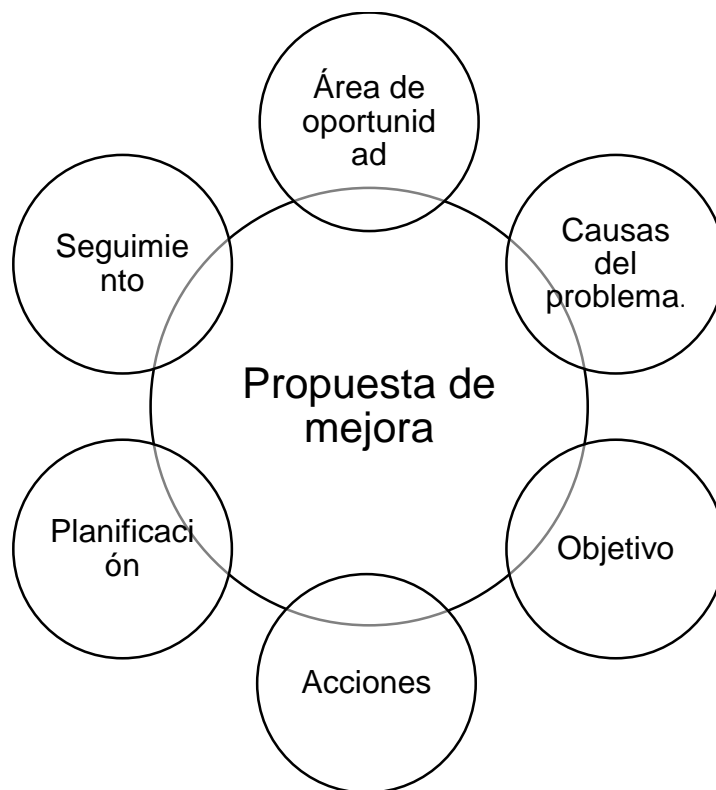 Área de
oportunid
ad
Causas
del
problema.
Objetivo
Acciones
Planificaci
ón
Seguimie
nto
Propuesta de
mejora